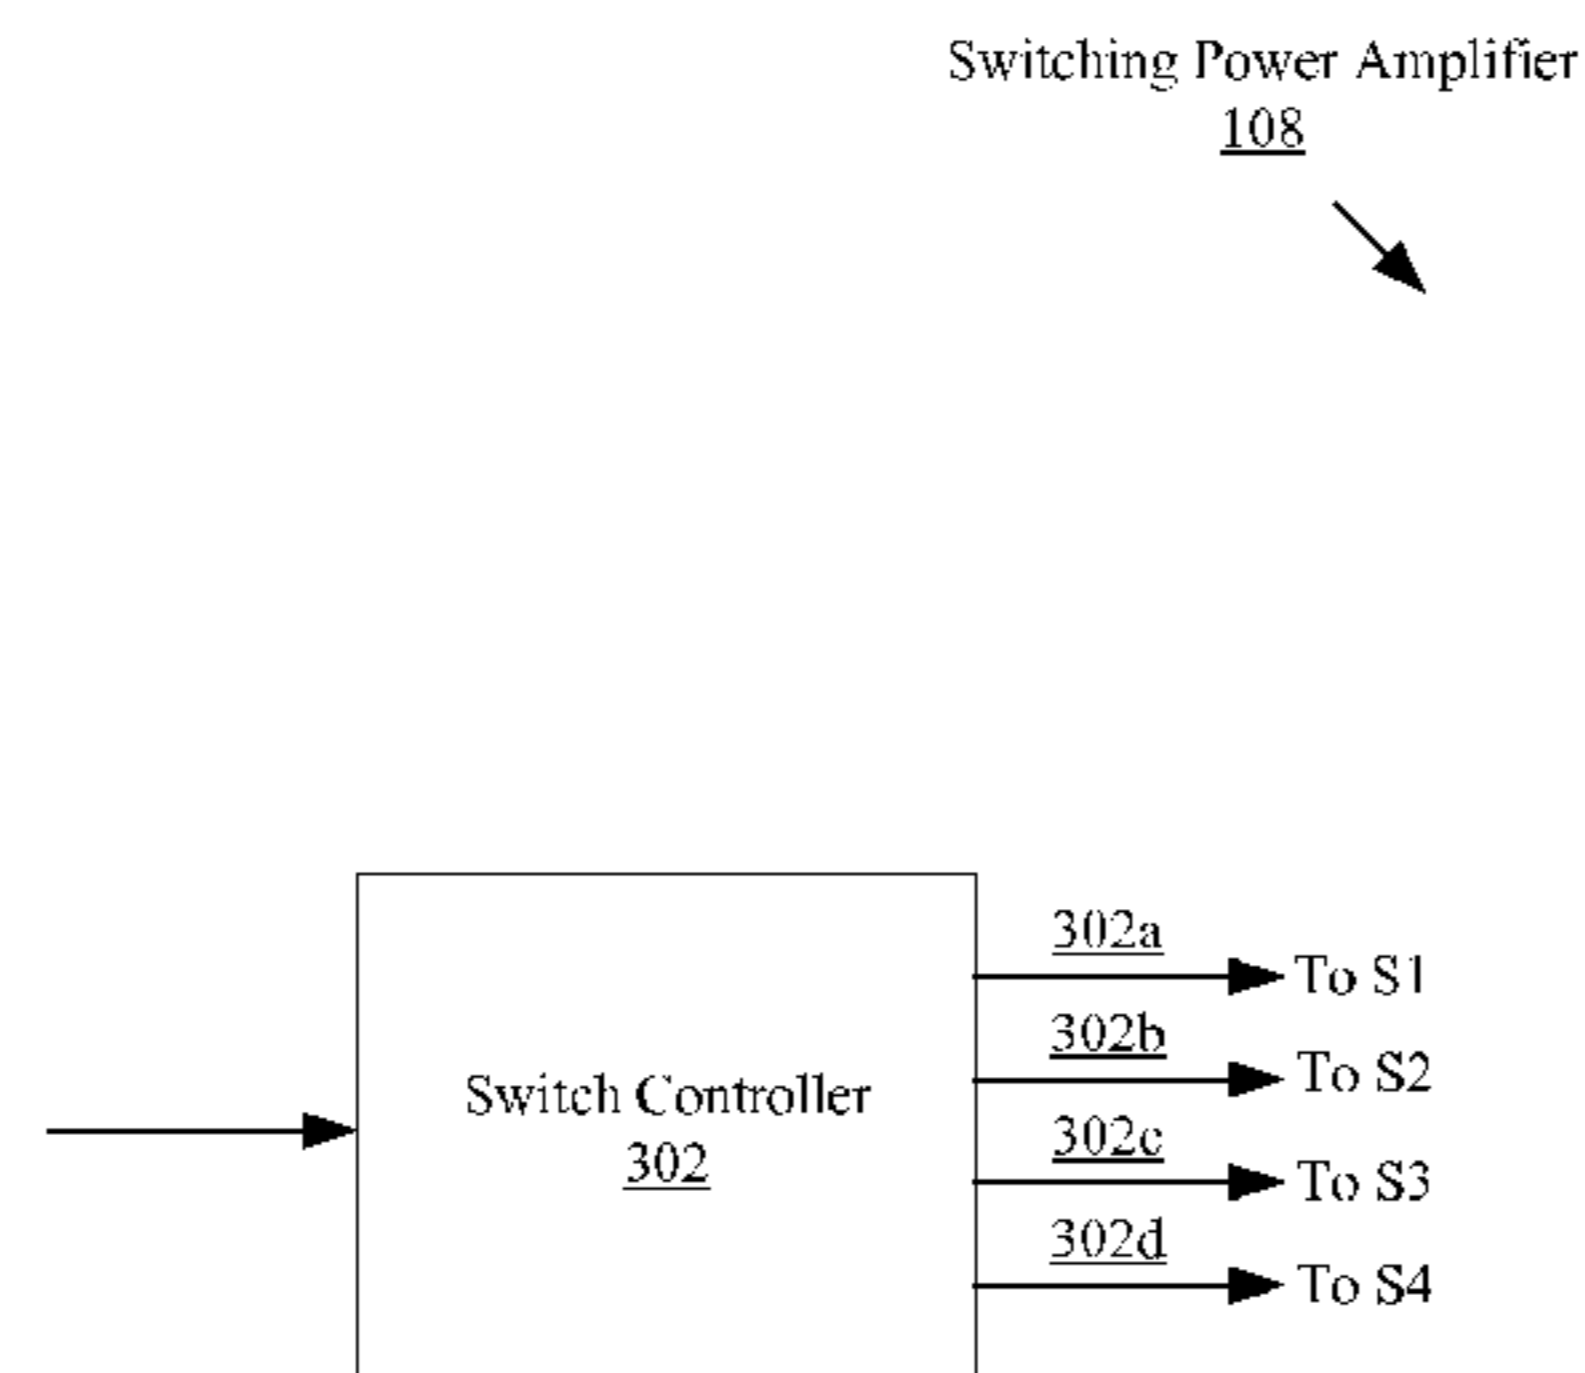 Switching Power Amplifier
108
302a
To S1
302b
To S2
Switch Controller
302
302c
To S3
302d
To S4